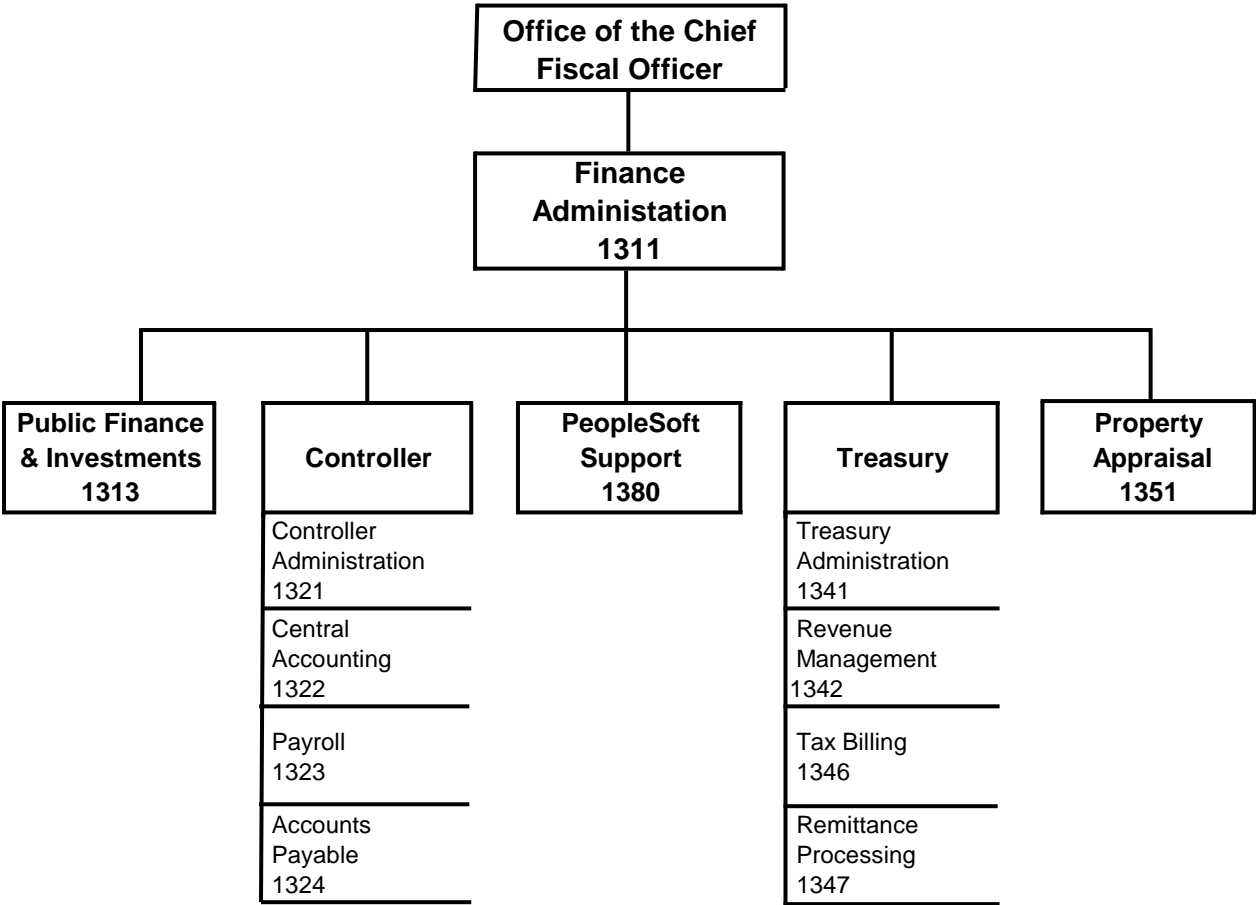 Office of the Chief
Fiscal Officer
Finance
Administation
1311
Public Finance
& Investments
1313
Controller
PeopleSoft
Support
1380
Treasury
Property
Appraisal
1351
Controller
Administration
1321
Central
Accounting
1322
Payroll
1323
Accounts
Payable
1324
Treasury
Administration
1341
Revenue
Management
1342
Tax Billing
1346
Remittance
Processing
1347